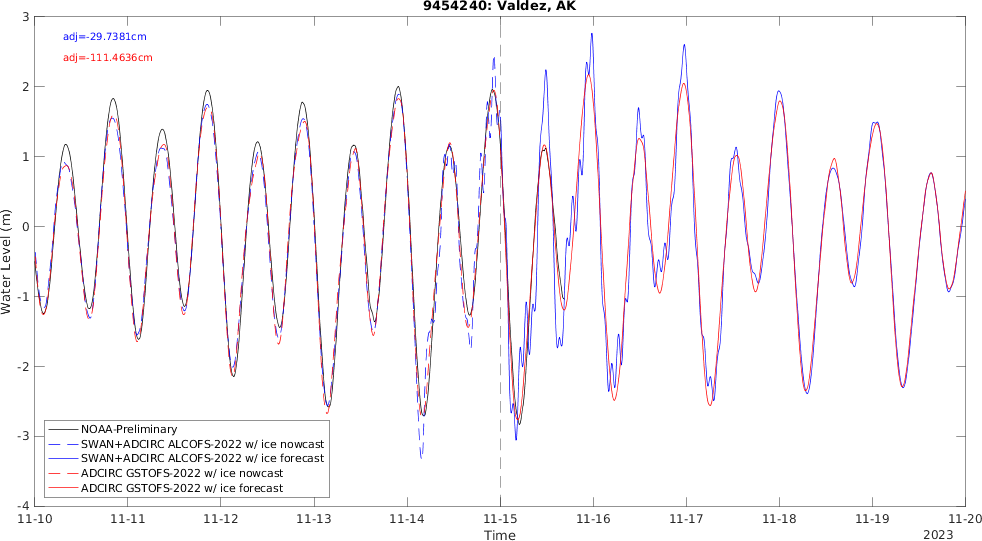 9454240: Valdez, AK
adj=-29.7381cm
adj=-111.4636cm
3
2
1
0
-1
-2
-3
-4
Water Level (m)
NOAA-Preliminary
SWAN+ADCIRC ALCOFS-2022 w/ ice nowcast
SWAN+ADCIRC ALCOFS-2022 w/ ice forecast
ADCIRC GSTOFS-2022 w/ ice nowcast
ADCIRC GSTOFS-2022 w/ ice forecast
11-10 11-11 11-12 11-13 11-14 11-15 11-16 11-17 11-18 11-19 11-20
Time
2023